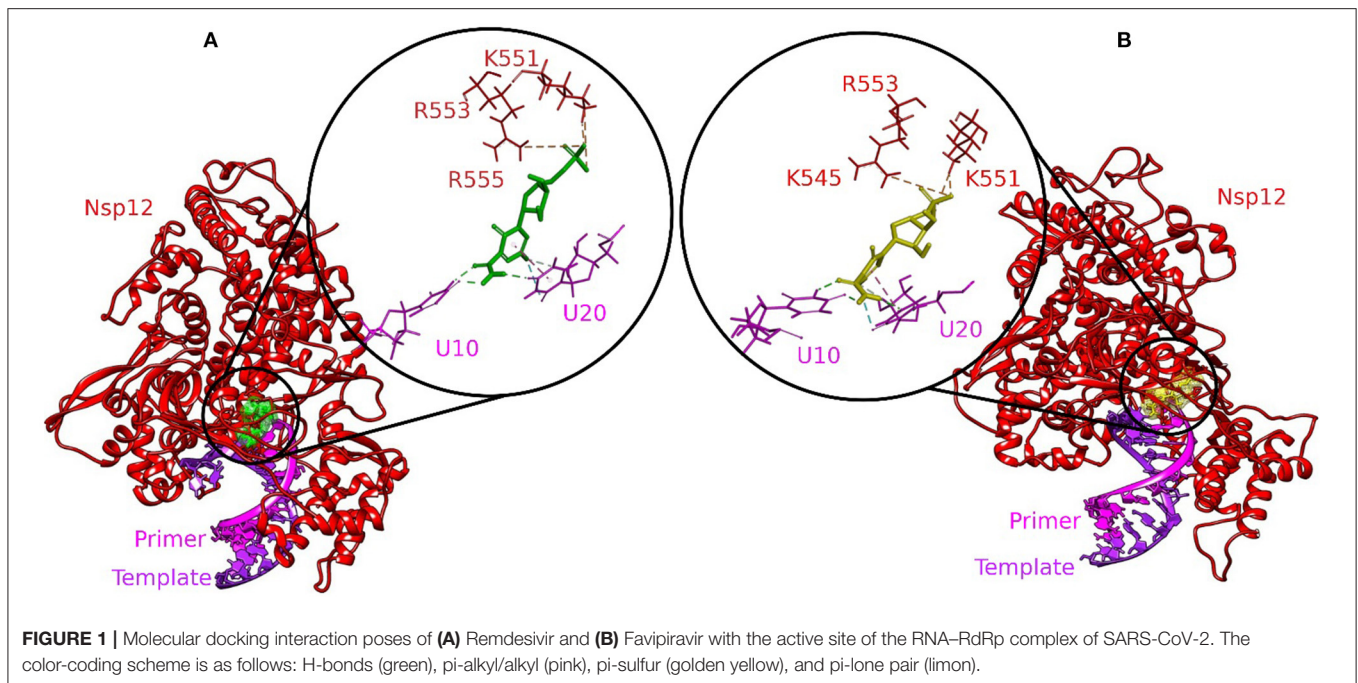 A
B
K551
R553
R555
U20
U10
Nsp12
Primer
Template
R553
K545
K551
U20
U10
Nsp12
Primer
Template
FIGURE 1 | Molecular docking interaction poses of (A) Remdesivir and (B) Favipiravir with the active site of the RNA–RdRp complex of SARS-CoV-2. The
color-coding scheme is as follows: H-bonds (green), pi-alkyl/alkyl (pink), pi-sulfur (golden yellow), and pi-lone pair (limon).